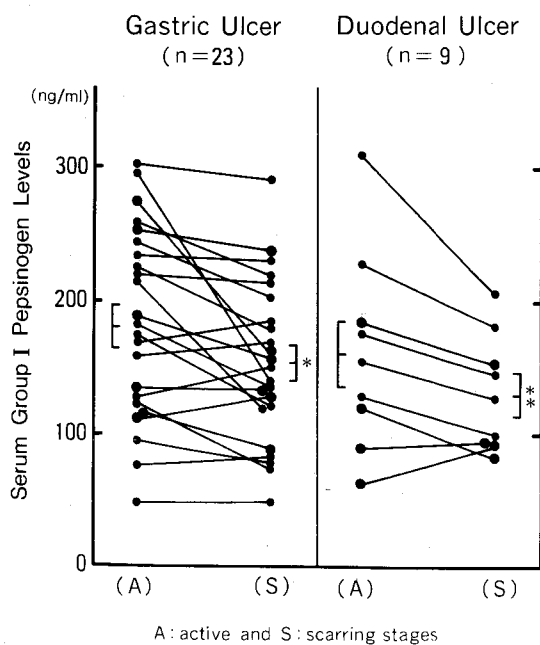 Gastric Ulcer
(n=23)
Duodenal Ulcer
(n=9)
(ng/ml)
Serum Group I Pepsinogen Levels
300
200
100
0
*
**
(A)
(S)
(A)
(S)
A: active and S: scarring stages